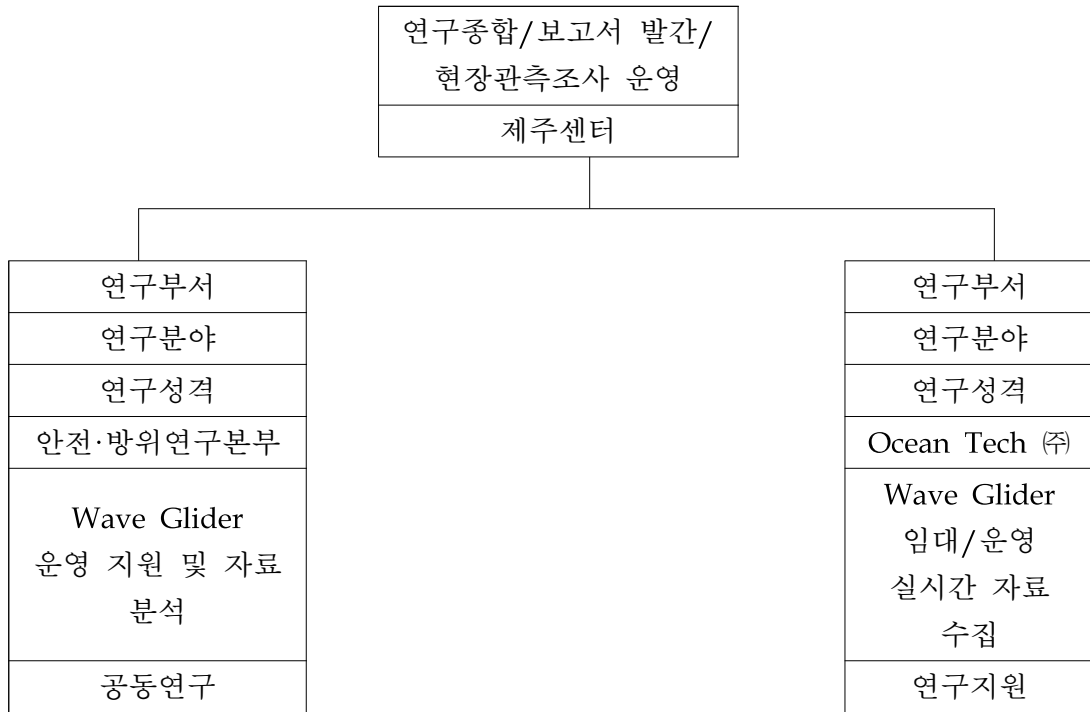 연구종합/보고서 발간/
현장관측조사 운영
제주센터
연구부서
연구분야
연구성격
안전·방위연구본부
Wave Glider
운영 지원 및 자료
분석
공동연구
연구부서
연구분야
연구성격
Ocean Tech ㈜
Wave Glider
임대/운영
실시간 자료
수집
연구지원